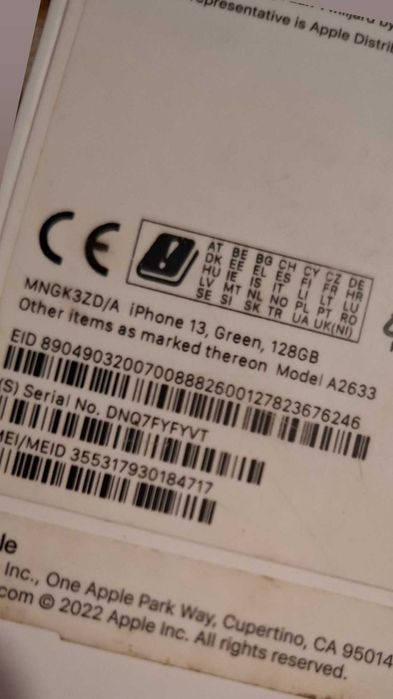 representative is Apple Distri
CE
AT BE BG CH CY CZ DE
DK EE EL ES FI FR HR
HU IE IS IT LI LT LU
LV MT NL NO PL PT RO
SE SI SK TR UA UK(NI)
MNGK3ZD/A iPhone 13, Green, 128GB
Other items as marked thereon Model A2633
EID 89049032007008882600127823676246
(S) Serial No. DNQ7FYFYVT
MEI/MEID 355317930184717
le
Inc., One Apple Park Way, Cupertino, CA 95014
com © 2022 Apple Inc. All rights reserved.